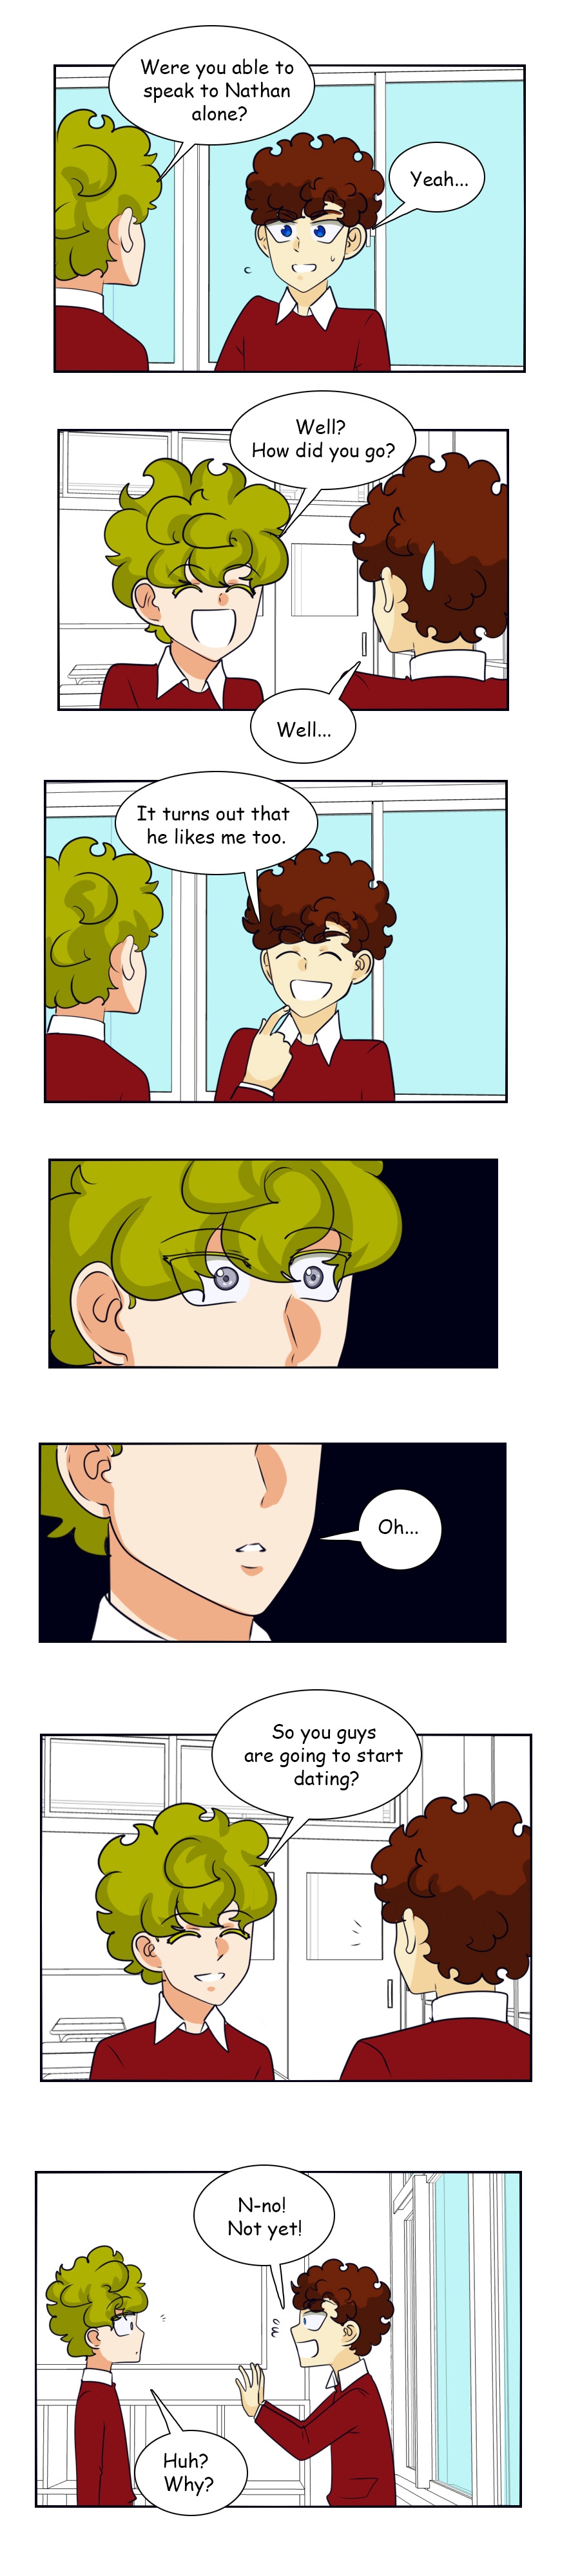 Were you able to
speak to Nathan
alone?
Yeah...
Well?
How did you go?
Well...
It turns out that
he likes me too.
Oh...
So you guys
are going to start
dating?
N-no!
Not yet!
Huh?
Why?